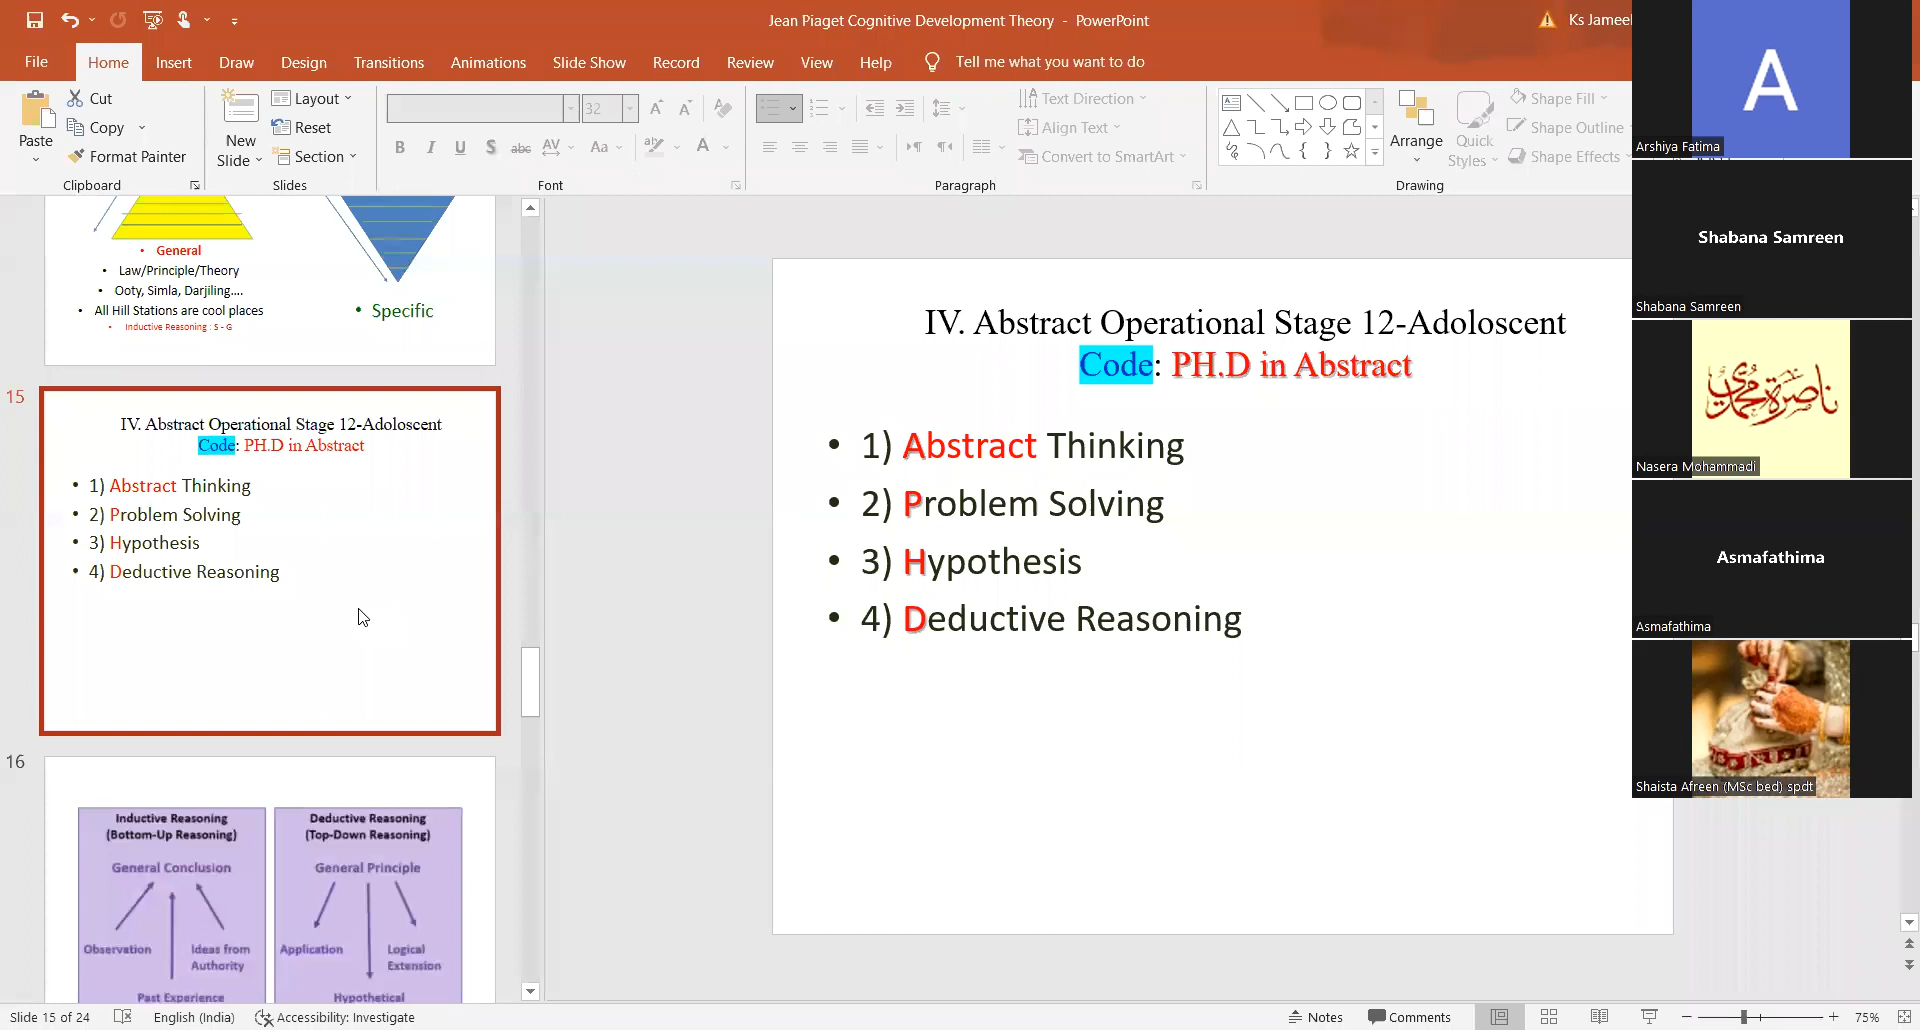 Jean Piaget Cognitive Development Theory - PowerPoint
Ks Jameel
File Home Insert Draw Design Transitions Animations Slide Show Record Review View Help Tell me what you want to do
Paste
Cut
Copy
Format Painter
Clipboard
New Slide
Layout
Reset
Section
Slides
32
B I U S abc AV Aa A
Font
Text Direction
Align Text
Convert to SmartArt
Paragraph
Arrange
Quick Styles
Shape Fill
Shape Outline
Shape Effects
Drawing
• General
• Law/Principle/Theory
• Ooty, Simla, Darjiling....
• All Hill Stations are cool places
• Inductive Reasoning : S - G
• Specific
15
IV. Abstract Operational Stage 12-Adoloscent
Code: PH.D in Abstract
• 1) Abstract Thinking
• 2) Problem Solving
• 3) Hypothesis
• 4) Deductive Reasoning
16
Inductive Reasoning
(Bottom-Up Reasoning)
General Conclusion
Observation
Ideas from
Authority
Past Experience
Deductive Reasoning
(Top-Down Reasoning)
General Principle
Application
Logical
Extension
Hypothetical
IV. Abstract Operational Stage 12-Adoloscent
Code: PH.D in Abstract
• 1) Abstract Thinking
• 2) Problem Solving
• 3) Hypothesis
• 4) Deductive Reasoning
A
Arshiya Fatima
Shabana Samreen
Shabana Samreen
ناصرة محمدي
Nasera Mohammadi
Asmafathima
Asmafathima
Shaista Afreen (MSc bed) spdt
Slide 15 of 24
English (India)
Accessibility: Investigate
Notes
Comments
75%